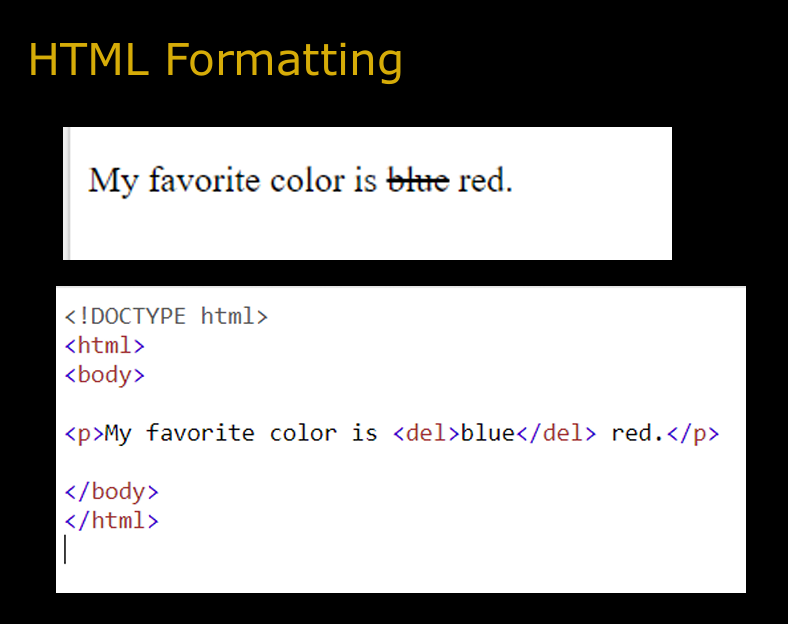 HTML Formatting
My favorite color is blue red.
<!DOCTYPE html>
<html>
<body>
<p>My favorite color is <del>blue</del> red.</p>
</body>
</html>